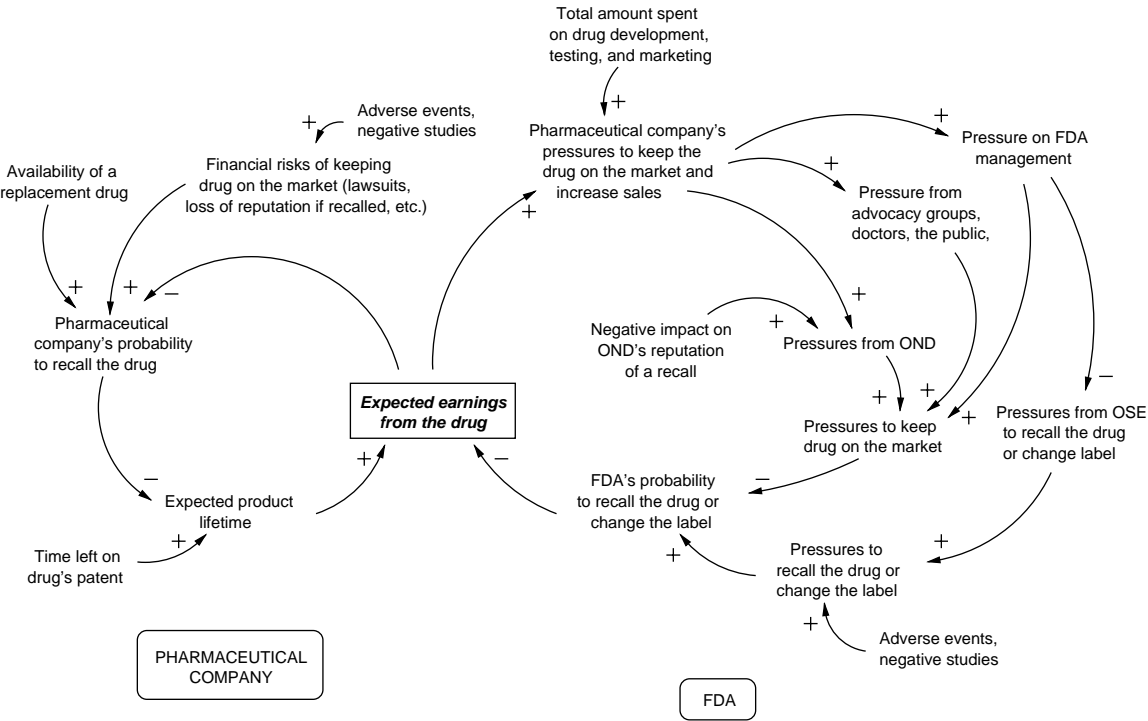 Total amount spent
on drug development,
testing, and marketing
+
Adverse events,
negative studies
+
Pharmaceutical company's
pressures to keep the
drug on the market and
increase sales
+
+
Pressure on FDA
management
Availability of a
replacement drug
Financial risks of keeping
drug on the market (lawsuits,
loss of reputation if recalled, etc.)
+
Pressure from
advocacy groups,
doctors, the public,
+
+
+
−
+
Negative impact on
OND's reputation
of a recall
+
Pressures from OND
Pharmaceutical
company's probability
to recall the drug
Expected earnings
from the drug
+
+
+
−
Pressures to keep
drug on the market
Pressures from OSE
to recall the drug
or change label
+
−
−
−
Expected product
lifetime
FDA's probability
to recall the drug or
change the label
+
Time left on
drug's patent
+
+
Pressures to
recall the drug or
change the label
+
Adverse events,
negative studies
PHARMACEUTICAL
COMPANY
FDA